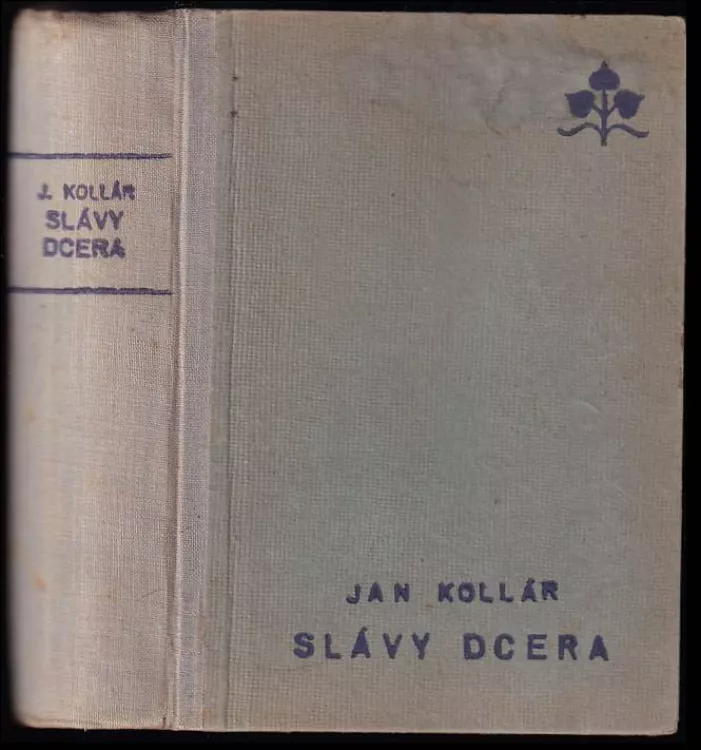 J. KOLLÁR
SLÁVY
DCERA
JAN KOLLÁR
SLÁVY DCERA